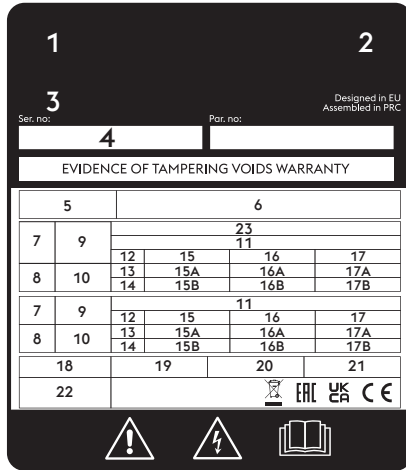 1 2
3
Designed in EU
Assembled in PRC
Ser. no: Par. no:
4
EVIDENCE OF TAMPERING VOIDS WARRANTY
5 6
7 9 23
11
12 15 16 17
8 10 13 15A 16A 17A
14 15B 16B 17B
7 9 11
12 15 16 17
8 10 13 15A 16A 17A
14 15B 16B 17B
18 19 20 21
22 EAC UK CA CE